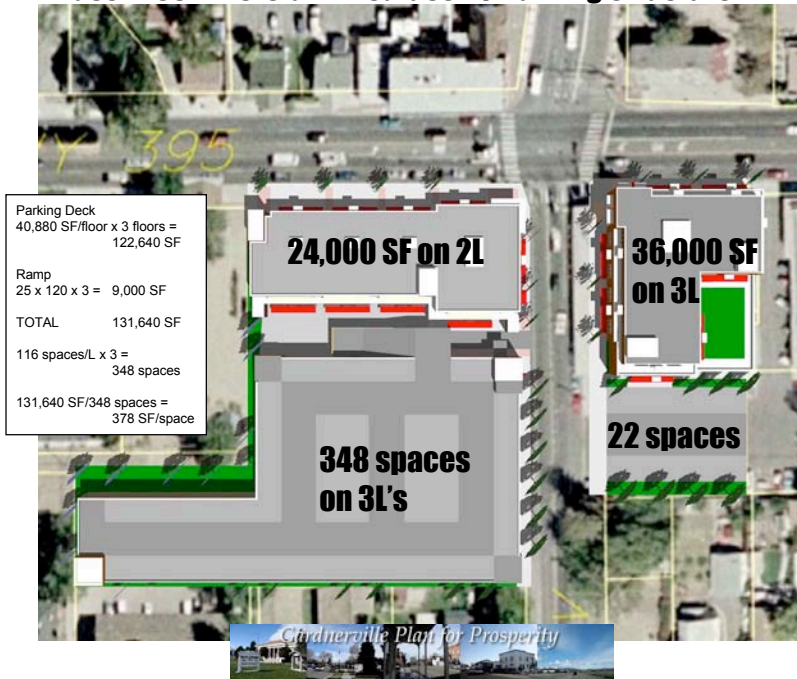 HWY 395
Parking Deck
40,880 SF/floor x 3 floors =
122,640 SF
Ramp
25 x 120 x 3 = 9,000 SF
TOTAL 131,640 SF
116 spaces/L x 3 =
348 spaces
131,640 SF/348 spaces =
378 SF/space
24,000 SF on 2L
36,000 SF
on 3L
22 spaces
348 spaces
on 3L's
Gardnerville Plan for Prosperity